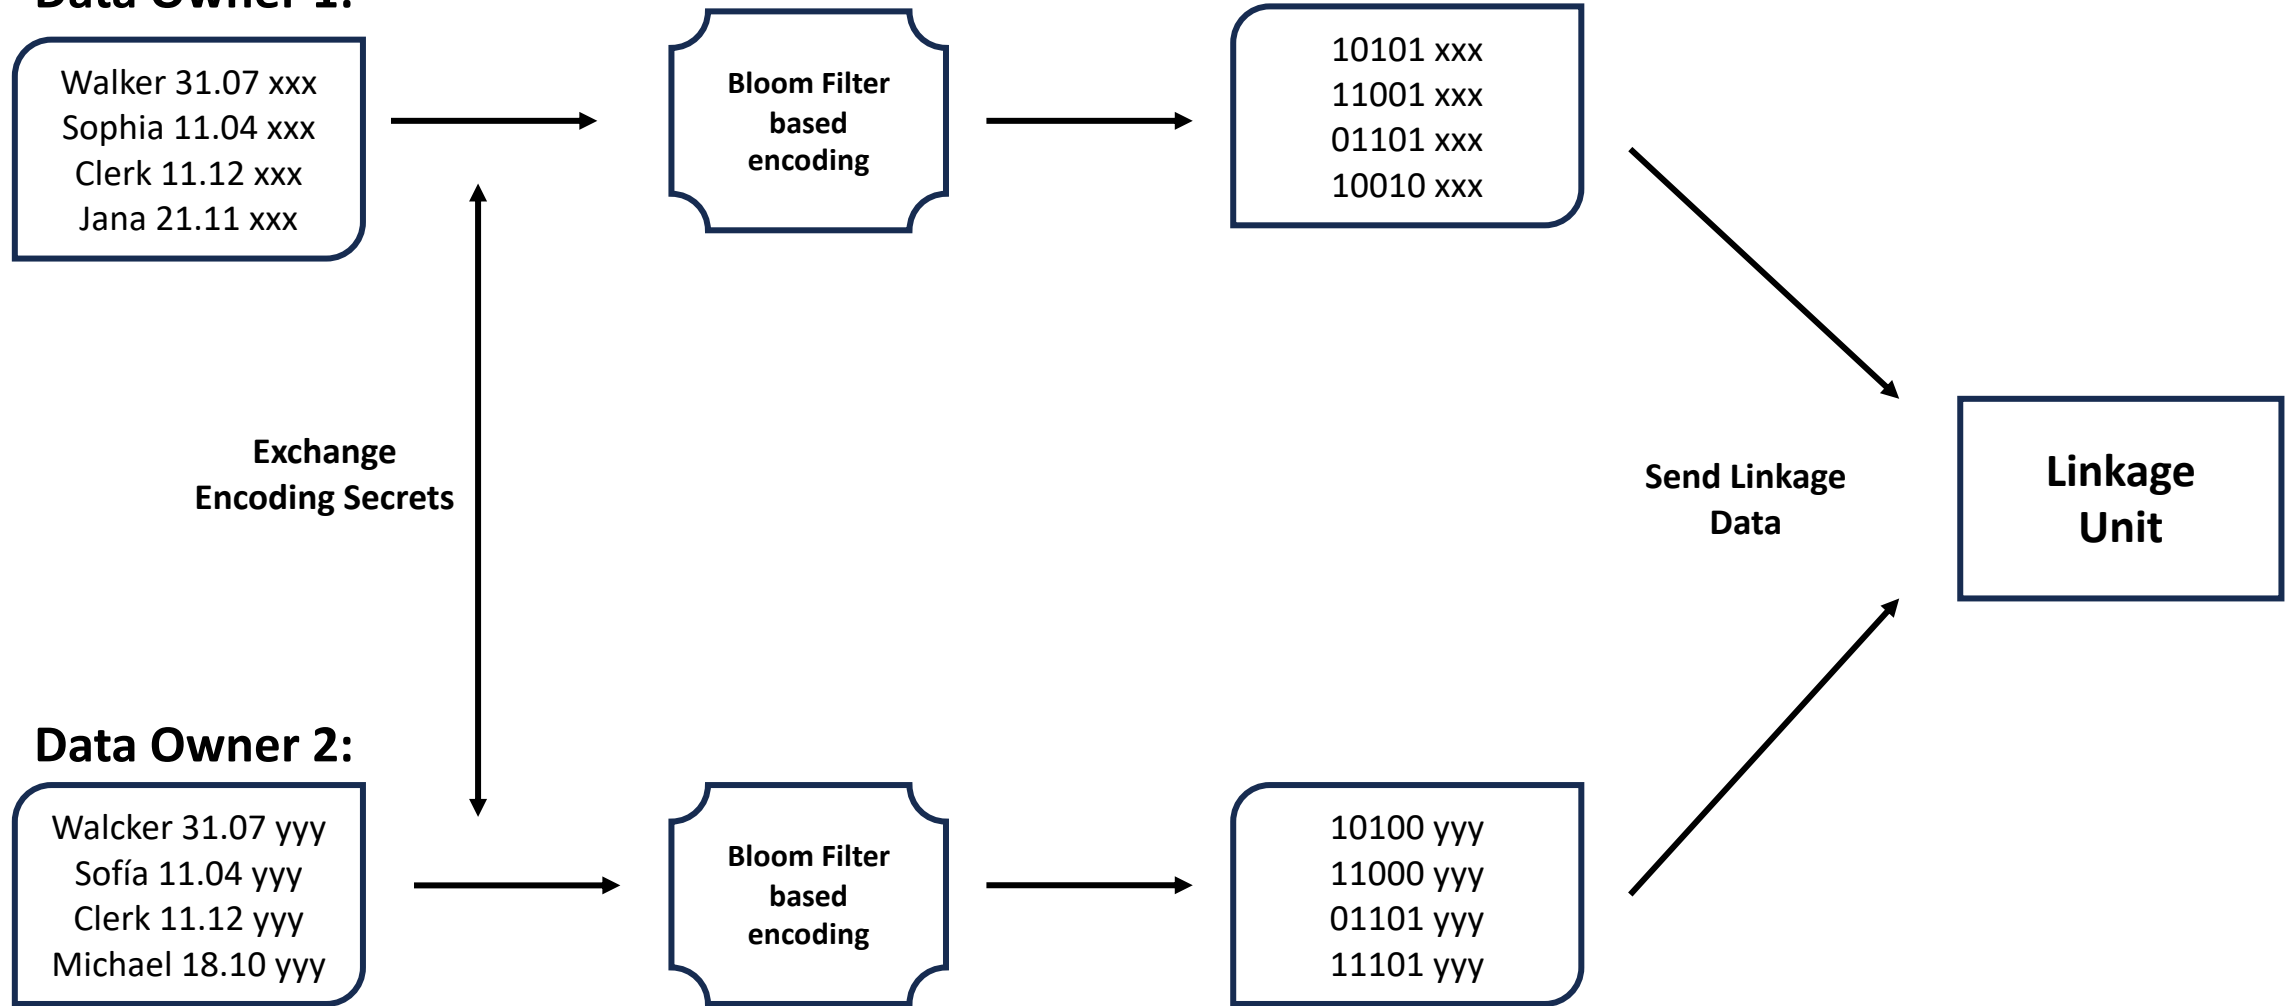 Data Owner 1:
Walker 31.07 xxx
Sophia 11.04 xxx
Clerk 11.12 xxx
Jana 21.11 xxx
Bloom Filter
based
encoding
10101 xxx
11001 xxx
01101 xxx
10010 xxx
Exchange
Encoding Secrets
Send Linkage
Data
Linkage
Unit
Data Owner 2:
Walcker 31.07 yyy
Sofía 11.04 yyy
Clerk 11.12 yyy
Michael 18.10 yyy
Bloom Filter
based
encoding
10100 yyy
11000 yyy
01101 yyy
11101 yyy